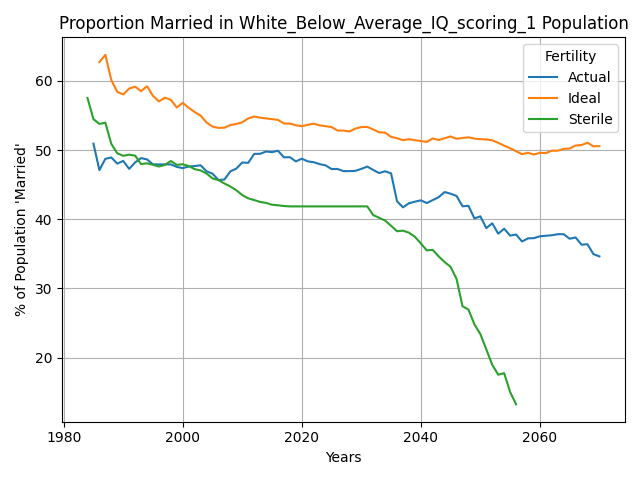 Proportion Married in White_Below_Average_IQ_scoring_1 Population
% of Population 'Married'
60
50
40
30
20
Fertility
Actual
Ideal
Sterile
1980
2000
2020
2040
2060
Years